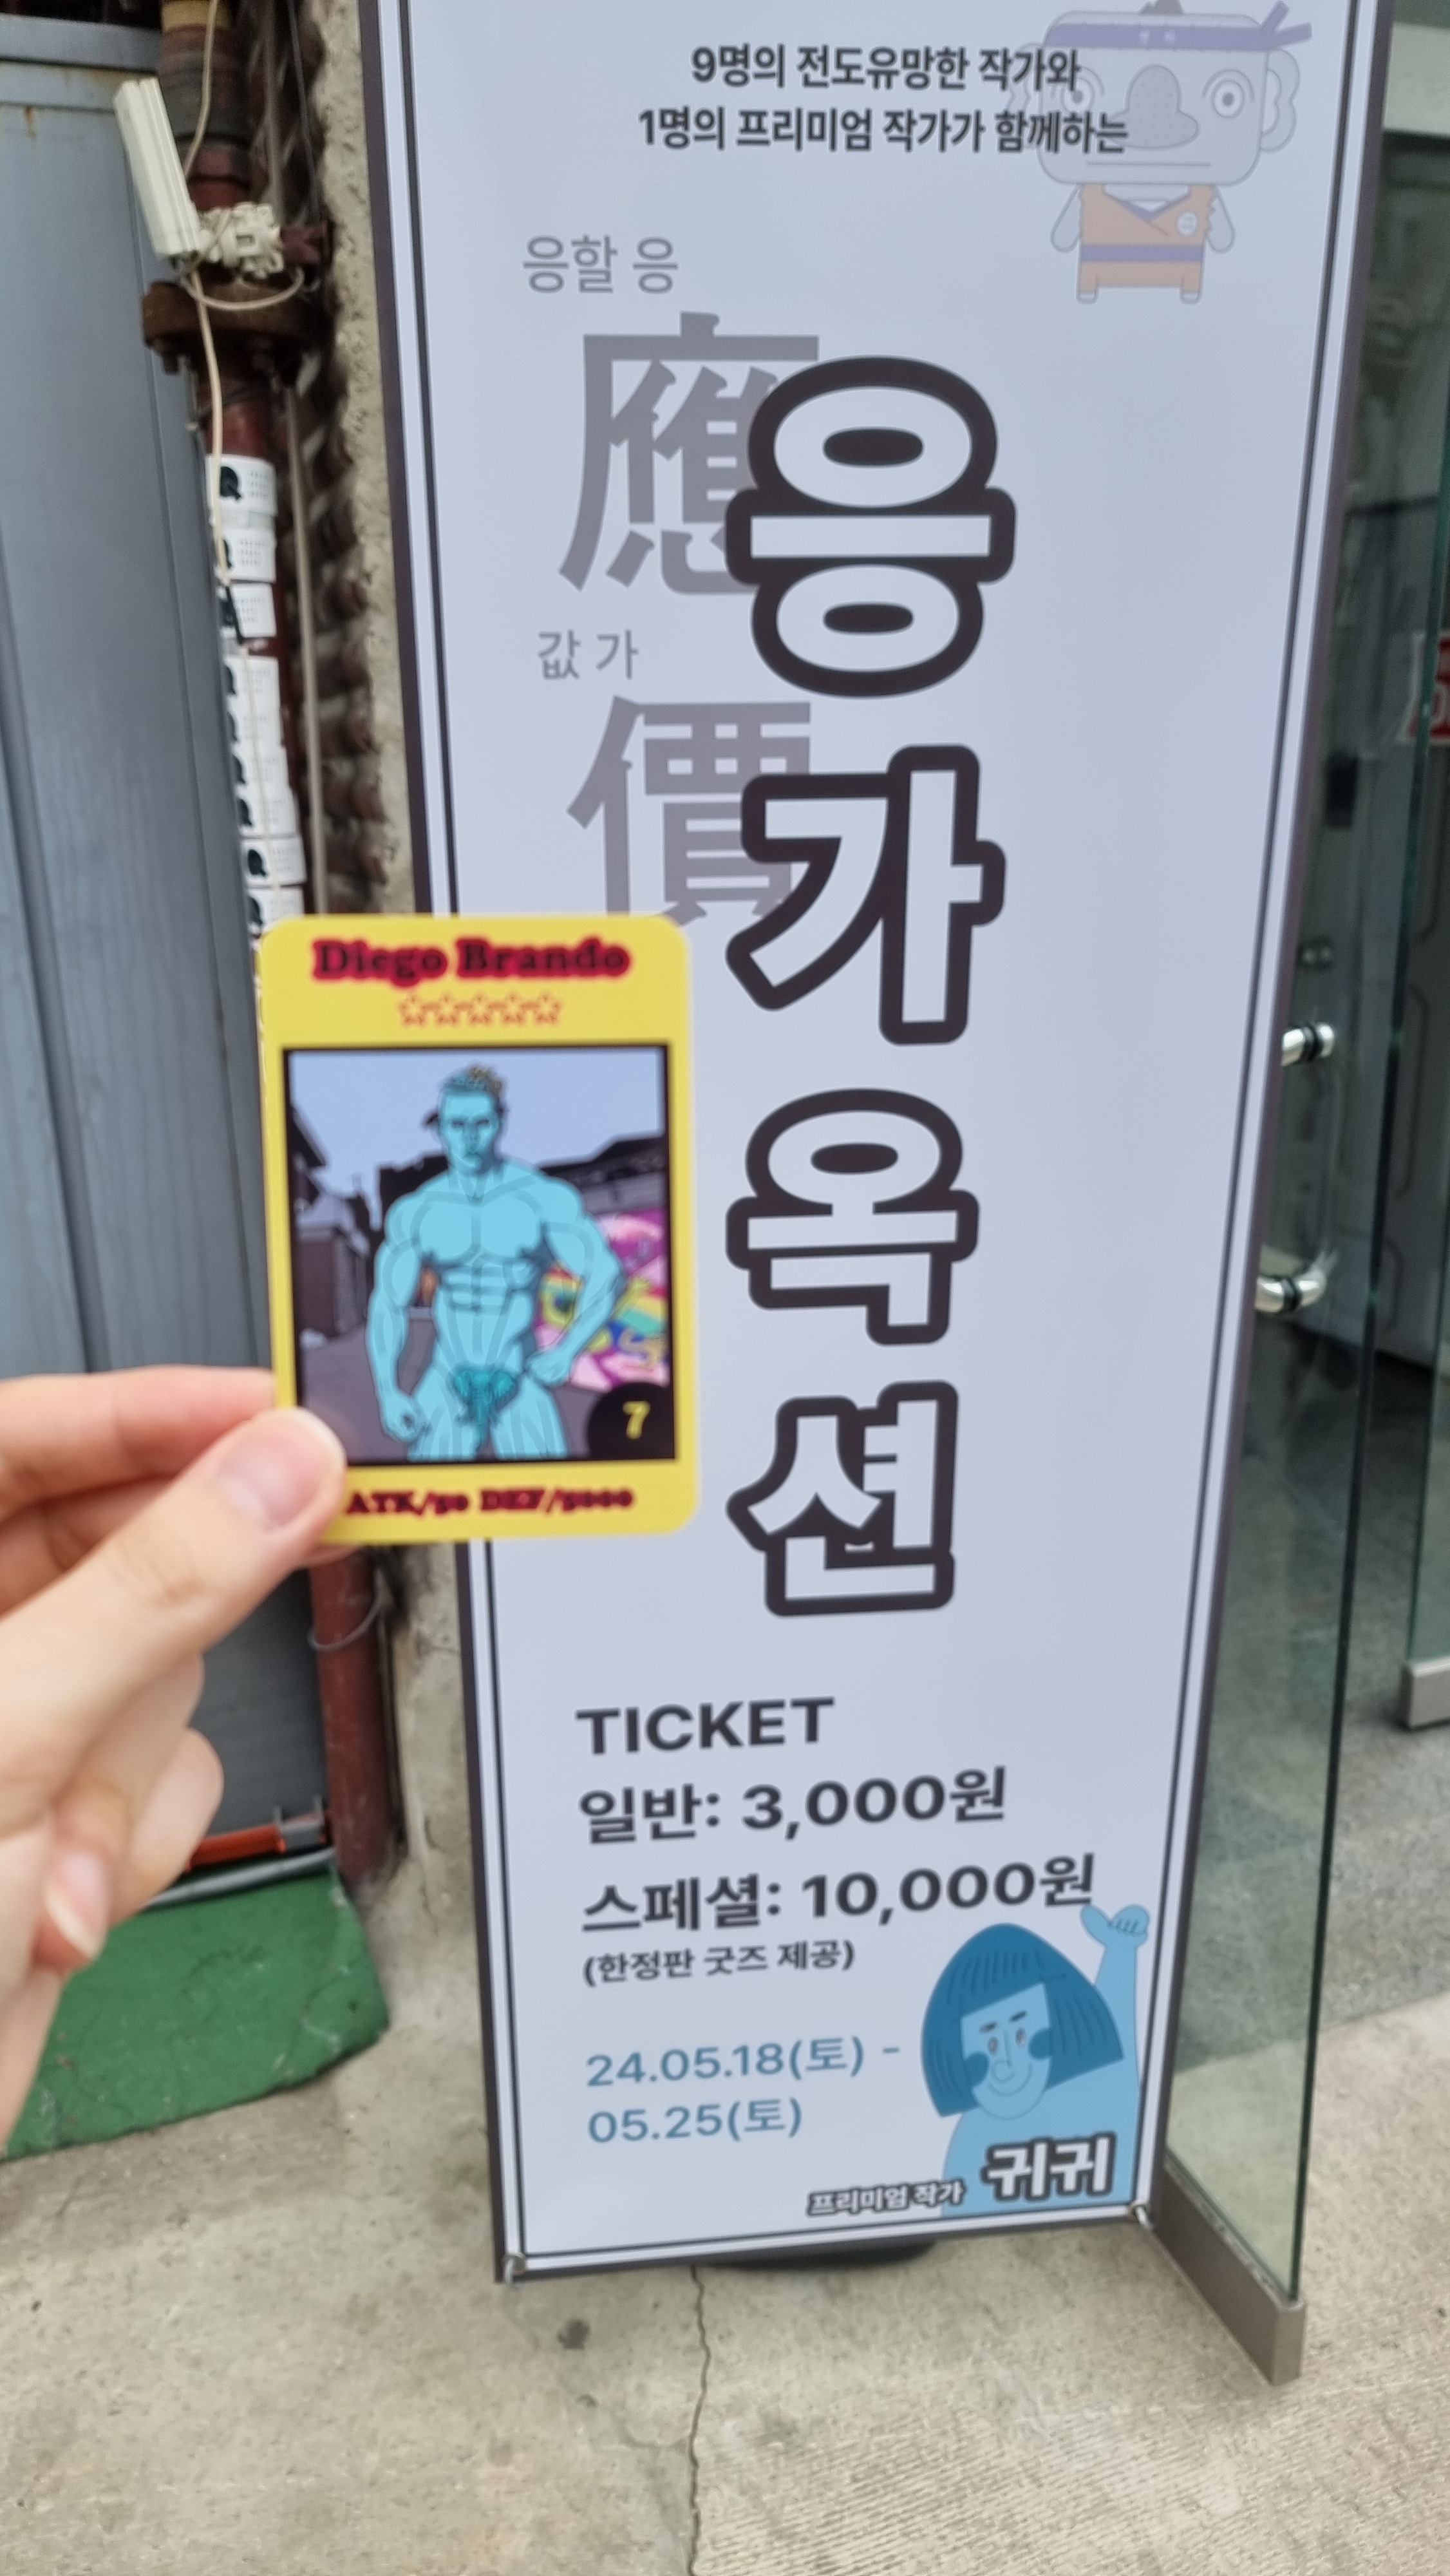 9명의 전도유망한 작가와
1명의 프리미엄 작가가 함께하는
응할 응
應
값 가
價
응
가
옥
션
Diego Brando
7
ATK/50 DEF/5000
TICKET
일반: 3,000원
스페셜: 10,000원
(한정판 굿즈 제공)
24.05.18(토) -
05.25(토)
프리미엄 작가 귀귀